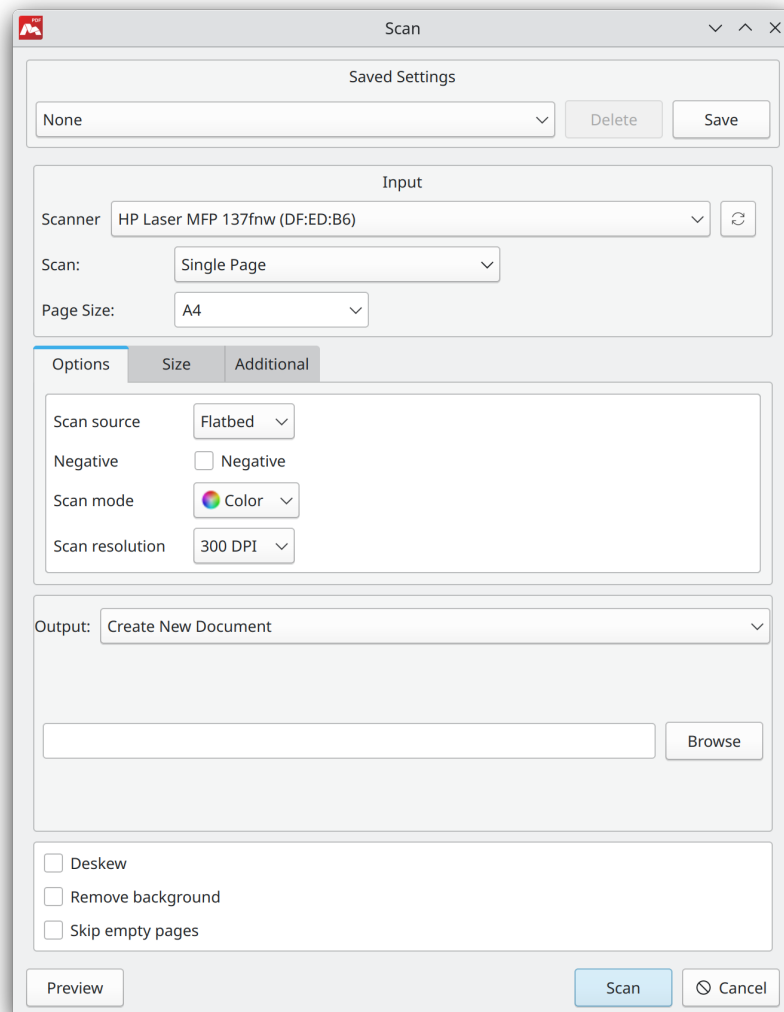 PDF
Scan
Saved Settings
None
Delete
Save
Input
Scanner
HP Laser MFP 137fnw (DF:ED:B6)
Scan:
Single Page
Page Size:
A4
Options
Size
Additional
Scan source
Flatbed
Negative
Negative
Scan mode
Color
Scan resolution
300 DPI
Output:
Create New Document
Browse
Deskew
Remove background
Skip empty pages
Preview
Scan
Cancel